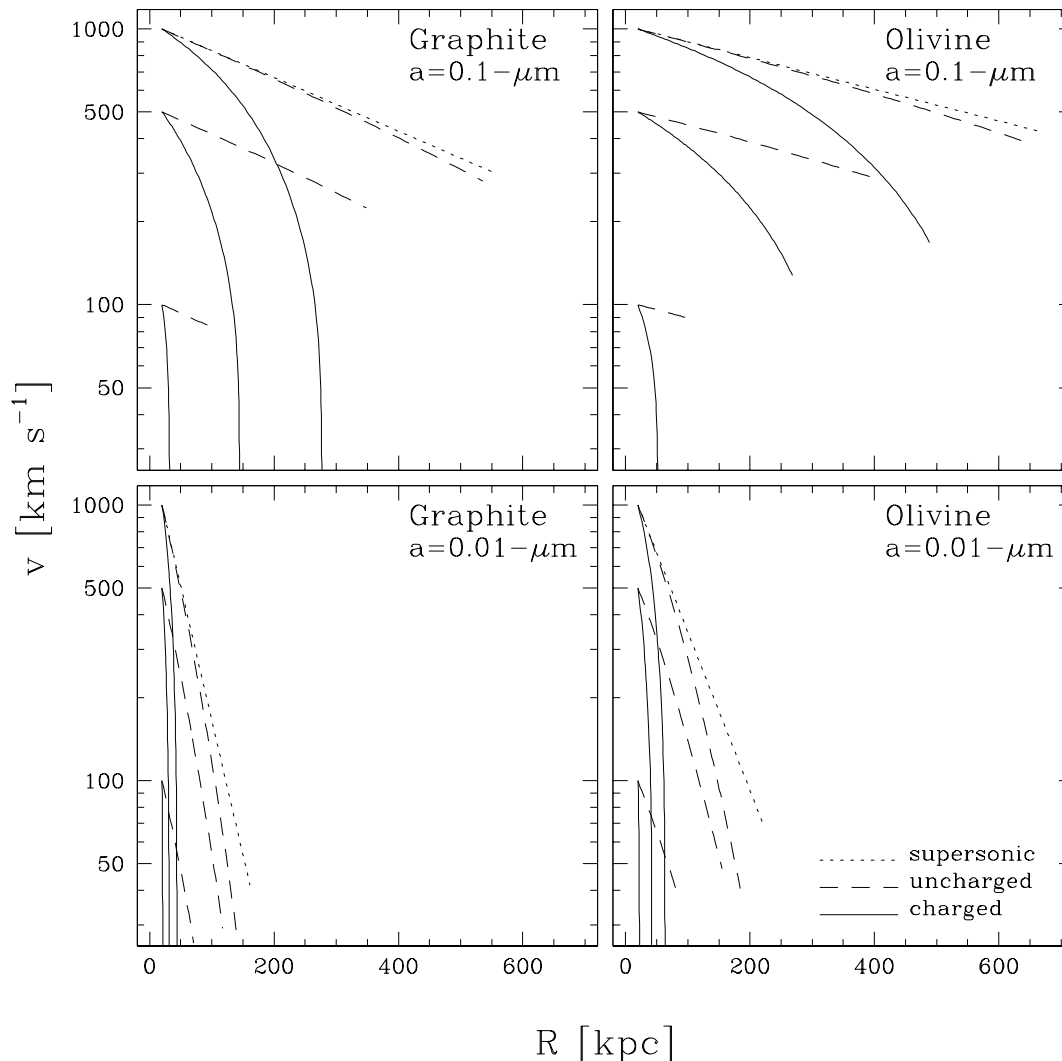 1000
500
100
50
Graphite
a=0.1−μm
Olivine
a=0.1−μm
v [km s⁻¹]
1000
500
100
50
Graphite
a=0.01−μm
Olivine
a=0.01−μm
supersonic
uncharged
charged
0 200 400 600
0 200 400 600
R [kpc]